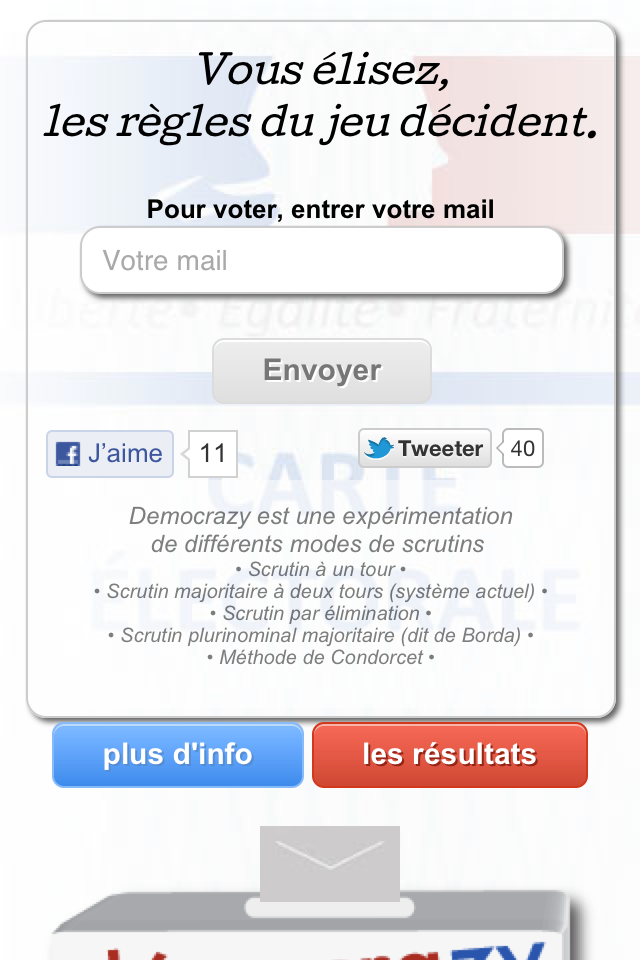 Vous élisez,
les règles du jeu décident.
Pour voter, entrer votre mail
Votre mail
Liberté • Égalité • Fraternité
Envoyer
J'aime 11
Tweeter 40
CARTE
Democrazy est une expérimentation
de différents modes de scrutins
• Scrutin à un tour •
• Scrutin majoritaire à deux tours (système actuel) •
ÉLECTORALE
• Scrutin par élimination •
• Scrutin plurinominal majoritaire (dit de Borda) •
• Méthode de Condorcet •
plus d'info
les résultats